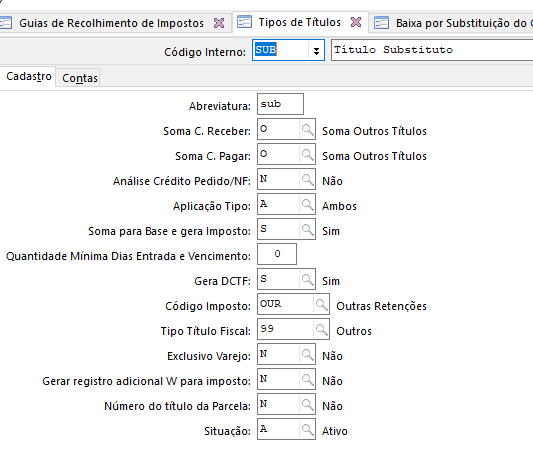 Guias de Recolhimento de Impostos Tipos de Títulos Baixa por Substituição do
Código Interno: SUB Título Substituto
Cadastro Contas
Abreviatura: sub
Soma C. Receber: O Soma Outros Títulos
Soma C. Pagar: O Soma Outros Títulos
Análise Crédito Pedido/NF: N Não
Aplicação Tipo: A Ambos
Soma para Base e gera Imposto: S Sim
Quantidade Mínima Dias Entrada e Vencimento: 0
Gera DCTF: S Sim
Código Imposto: OUR Outras Retenções
Tipo Título Fiscal: 99 Outros
Exclusivo Varejo: N Não
Gerar registro adicional W para imposto: N Não
Número do título da Parcela: N Não
Situação: A Ativo